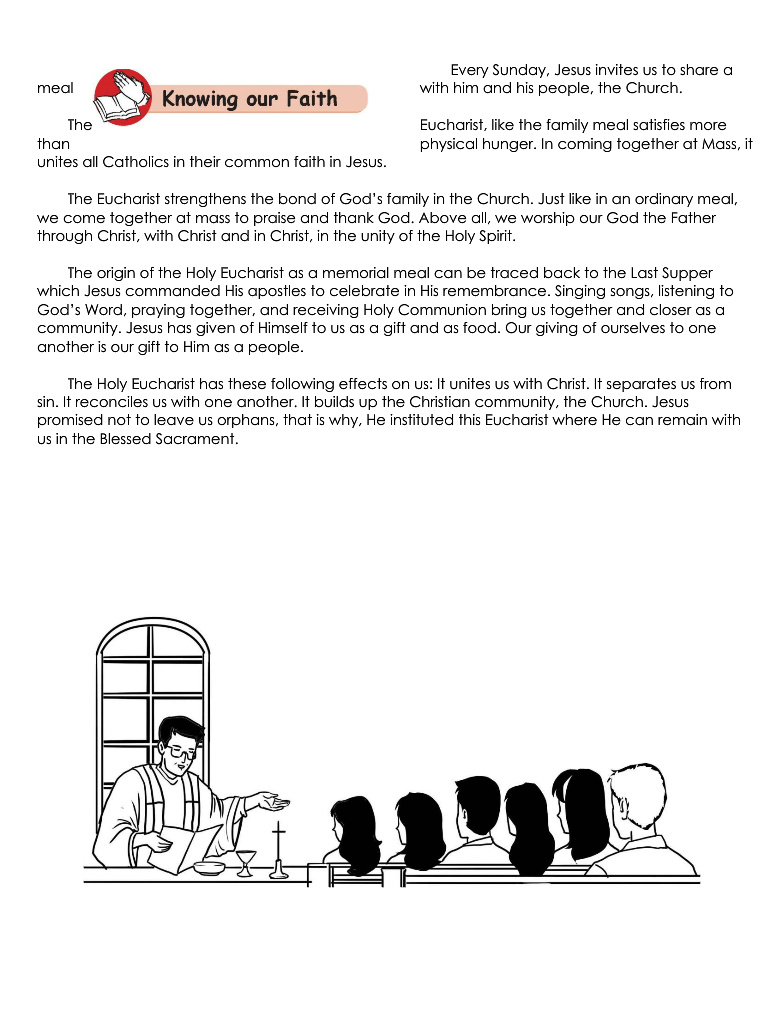 Every Sunday, Jesus invites us to share a
meal with him and his people, the Church.
Knowing our Faith
The Eucharist, like the family meal satisfies more
than physical hunger. In coming together at Mass, it
unites all Catholics in their common faith in Jesus.
The Eucharist strengthens the bond of God's family in the Church. Just like in an ordinary meal,
we come together at mass to praise and thank God. Above all, we worship our God the Father
through Christ, with Christ and in Christ, in the unity of the Holy Spirit.
The origin of the Holy Eucharist as a memorial meal can be traced back to the Last Supper
which Jesus commanded His apostles to celebrate in His remembrance. Singing songs, listening to
God's Word, praying together, and receiving Holy Communion bring us together and closer as a
community. Jesus has given of Himself to us as a gift and as food. Our giving of ourselves to one
another is our gift to Him as a people.
The Holy Eucharist has these following effects on us: It unites us with Christ. It separates us from
sin. It reconciles us with one another. It builds up the Christian community, the Church. Jesus
promised not to leave us orphans, that is why, He instituted this Eucharist where He can remain with
us in the Blessed Sacrament.